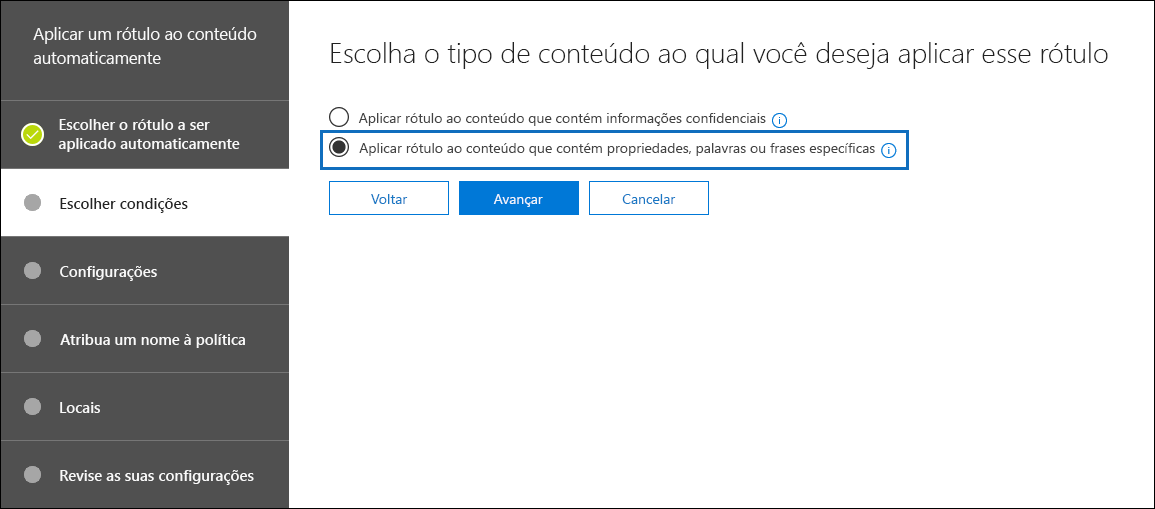 Aplicar um rótulo ao conteúdo
automaticamente
Escolher o rótulo a ser
aplicado automaticamente
Escolher condições
Configurações
Atribua um nome à política
Locais
Revise as suas configurações
Escolha o tipo de conteúdo ao qual você deseja aplicar esse rótulo
Aplicar rótulo ao conteúdo que contém informações confidenciais
Aplicar rótulo ao conteúdo que contém propriedades, palavras ou frases específicas
Voltar Avançar Cancelar